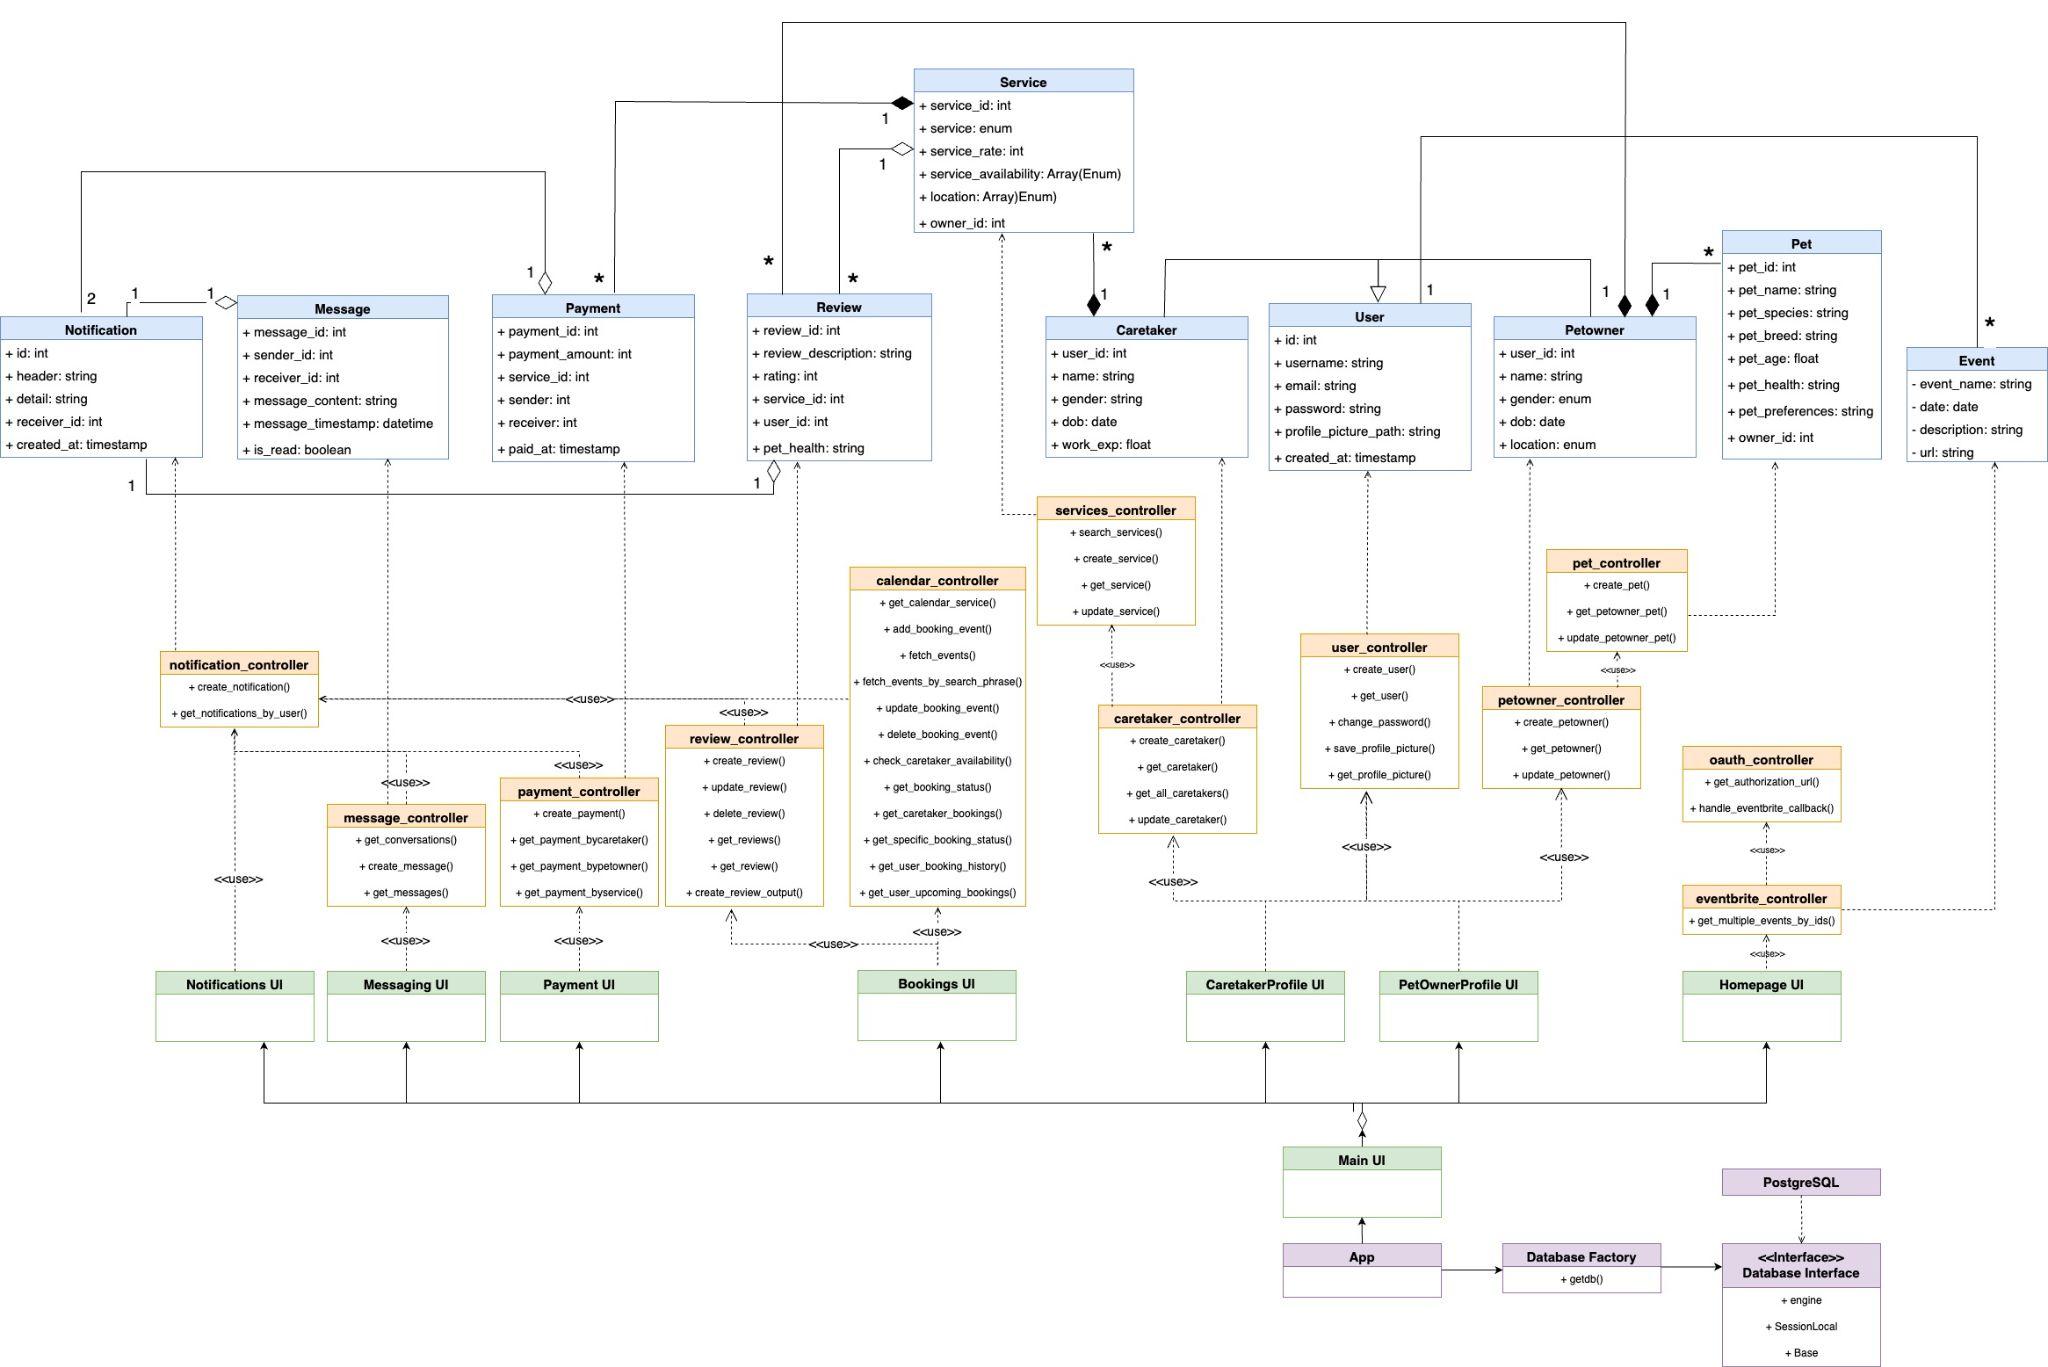 Service
+ service_id: int
+ service: enum
+ service_rate: int
+ service_availability: Array(Enum)
+ location: Array)Enum)
+ owner_id: int
1
1
*
*
*
*
1
2
1
1
1
1
1
1
1
*
1
*
1
1
Notification
+ id: int
+ header: string
+ detail: string
+ receiver_id: int
+ created_at: timestamp
Message
+ message_id: int
+ sender_id: int
+ receiver_id: int
+ message_content: string
+ message_timestamp: datetime
+ is_read: boolean
Payment
+ payment_id: int
+ payment_amount: int
+ service_id: int
+ sender: int
+ receiver: int
+ paid_at: timestamp
Review
+ review_id: int
+ review_description: string
+ rating: int
+ service_id: int
+ user_id: int
+ pet_health: string
Caretaker
+ user_id: int
+ name: string
+ gender: string
+ dob: date
+ work_exp: float
User
+ id: int
+ username: string
+ email: string
+ password: string
+ profile_picture_path: string
+ created_at: timestamp
Petowner
+ user_id: int
+ name: string
+ gender: enum
+ dob: date
+ location: enum
Pet
+ pet_id: int
+ pet_name: string
+ pet_species: string
+ pet_breed: string
+ pet_age: float
+ pet_health: string
+ pet_preferences: string
+ owner_id: int
Event
- event_name: string
- date: date
- description: string
- url: string
notification_controller
+ create_notification()
+ get_notifications_by_user()
<<use>>
<<use>>
<<use>>
<<use>>
<<use>>
message_controller
+ get_conversations()
+ create_message()
+ get_messages()
<<use>>
payment_controller
+ create_payment()
+ get_payment_bycaretaker()
+ get_payment_bypetowner()
+ get_payment_byservice()
<<use>>
review_controller
+ create_review()
+ update_review()
+ delete_review()
+ get_reviews()
+ get_review()
+ create_review_output()
<<use>>
calendar_controller
+ get_calendar_service()
+ add_booking_event()
+ fetch_events()
+ fetch_events_by_search_phrase()
+ update_booking_event()
+ delete_booking_event()
+ check_caretaker_availability()
+ get_booking_status()
+ get_caretaker_bookings()
+ get_specific_booking_status()
+ get_user_booking_history()
+ get_user_upcoming_bookings()
<<use>>
services_controller
+ search_services()
+ create_service()
+ get_service()
+ update_service()
<<use>>
caretaker_controller
+ create_caretaker()
+ get_caretaker()
+ get_all_caretakers()
+ update_caretaker()
<<use>>
user_controller
+ create_user()
+ get_user()
+ change_password()
+ save_profile_picture()
+ get_profile_picture()
<<use>>
pet_controller
+ create_pet()
+ get_petowner_pet()
+ update_petowner_pet()
<<use>>
petowner_controller
+ create_petowner()
+ get_petowner()
+ update_petowner()
<<use>>
oauth_controller
+ get_authorization_url()
+ handle_eventbrite_callback()
<<use>>
eventbrite_controller
+ get_multiple_events_by_ids()
<<use>>
Notifications UI
Messaging UI
Payment UI
Bookings UI
CaretakerProfile UI
PetOwnerProfile UI
Homepage UI
Main UI
App
Database Factory
+ getdb()
PostgreSQL
<<Interface>>
Database Interface
+ engine
+ SessionLocal
+ Base